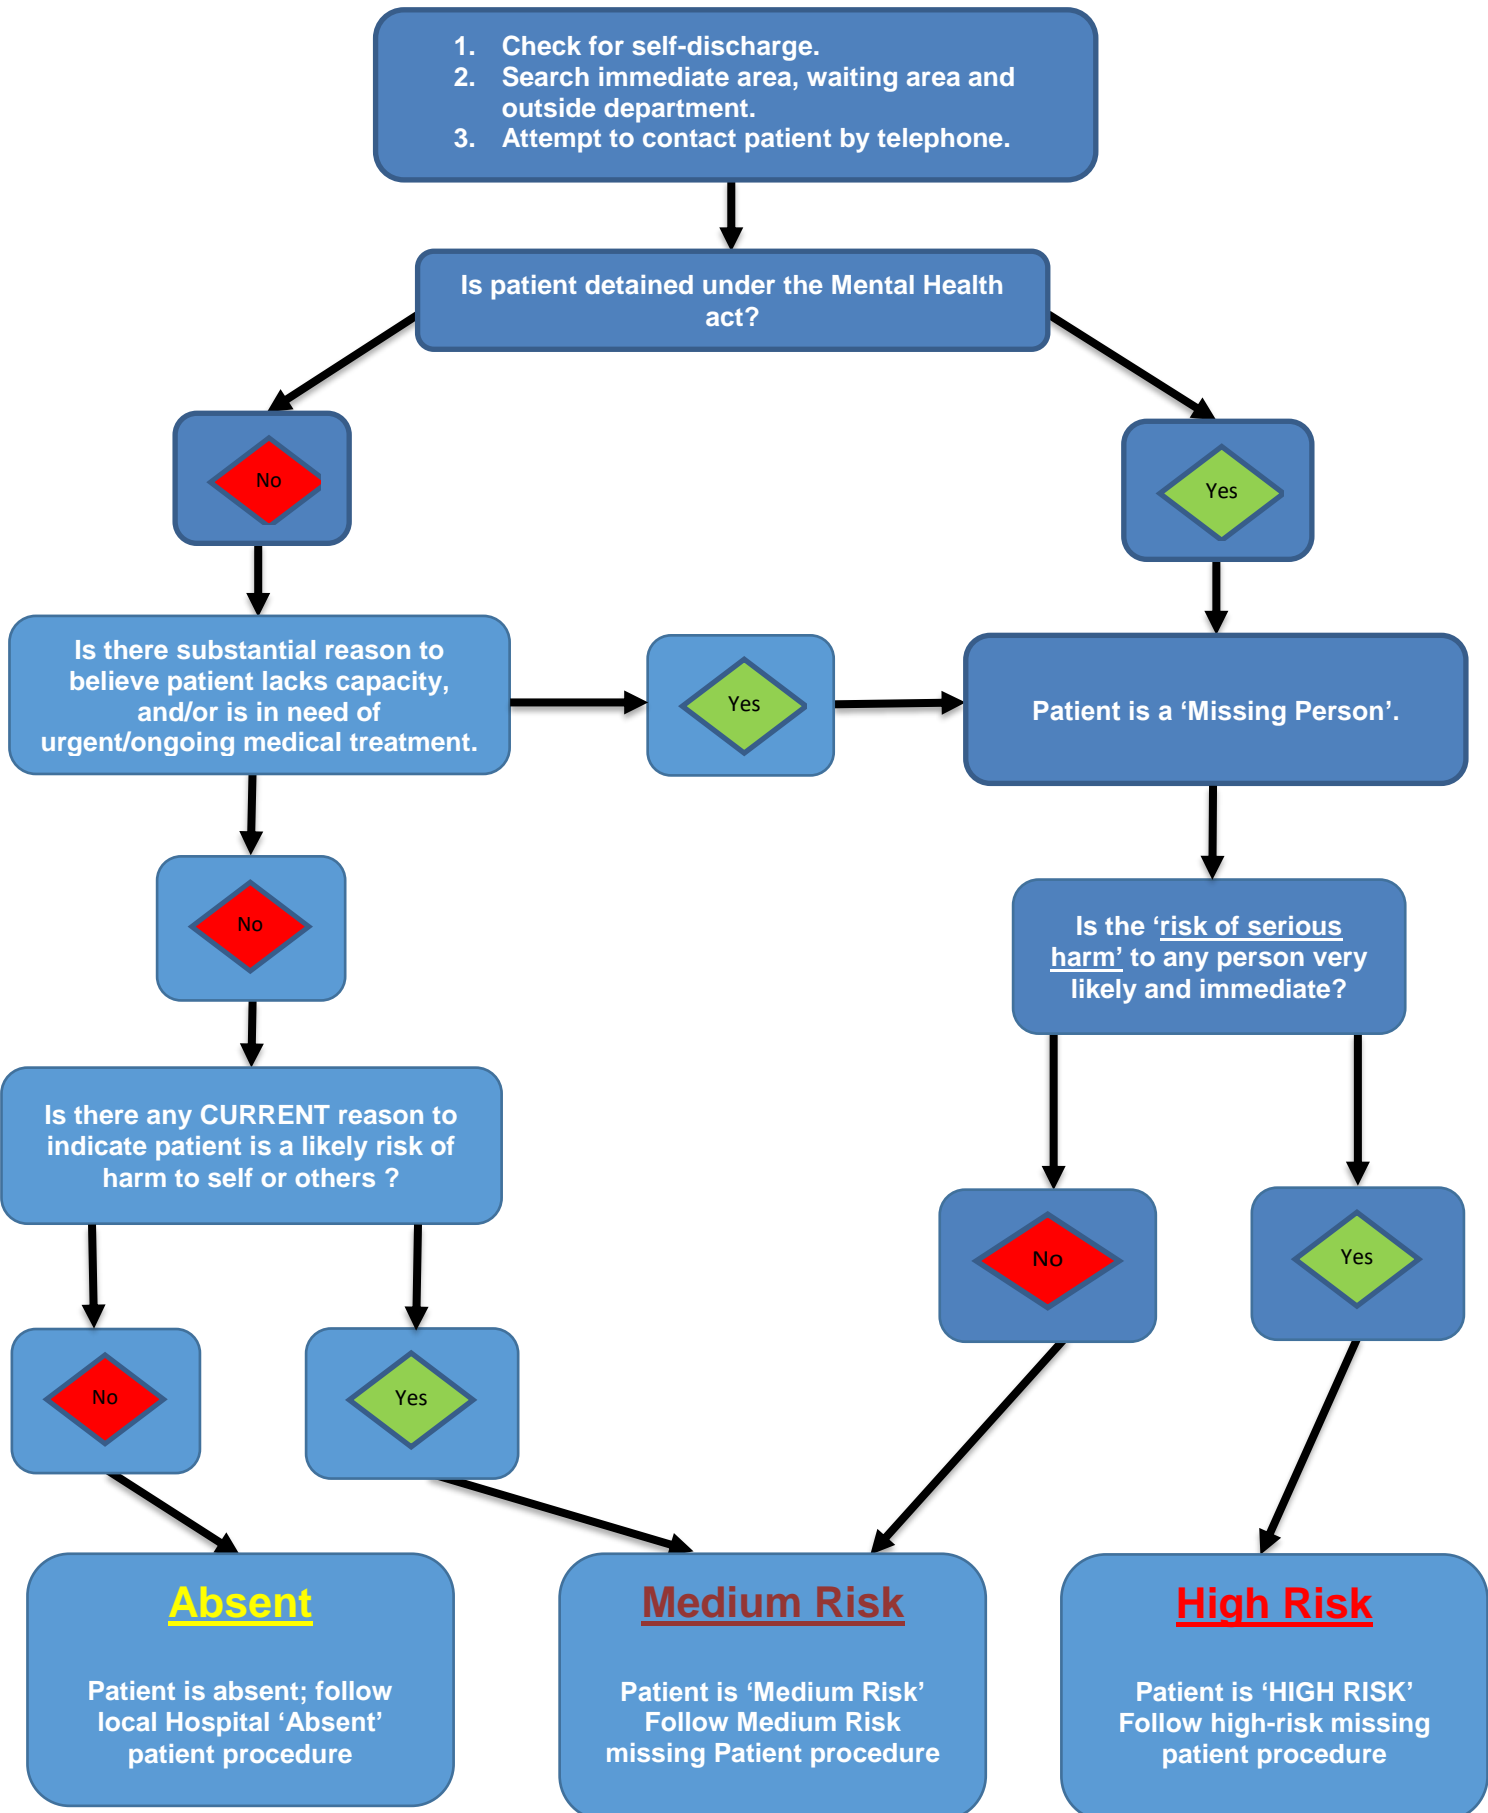 1. Check for self-discharge.
2. Search immediate area, waiting area and
outside department.
3. Attempt to contact patient by telephone.
Is patient detained under the Mental Health
act?
No
Yes
Is there substantial reason to
believe patient lacks capacity,
and/or is in need of
urgent/ongoing medical treatment.
Yes
Patient is a ‘Missing Person’.
No
Is the ‘risk of serious
harm’ to any person very
likely and immediate?
Is there any CURRENT reason to
indicate patient is a likely risk of
harm to self or others ?
No
Yes
No
Yes
Absent
Patient is absent; follow
local Hospital ‘Absent’
patient procedure
Medium Risk
Patient is ‘Medium Risk’
Follow Medium Risk
missing Patient procedure
High Risk
Patient is ‘HIGH RISK’
Follow high-risk missing
patient procedure